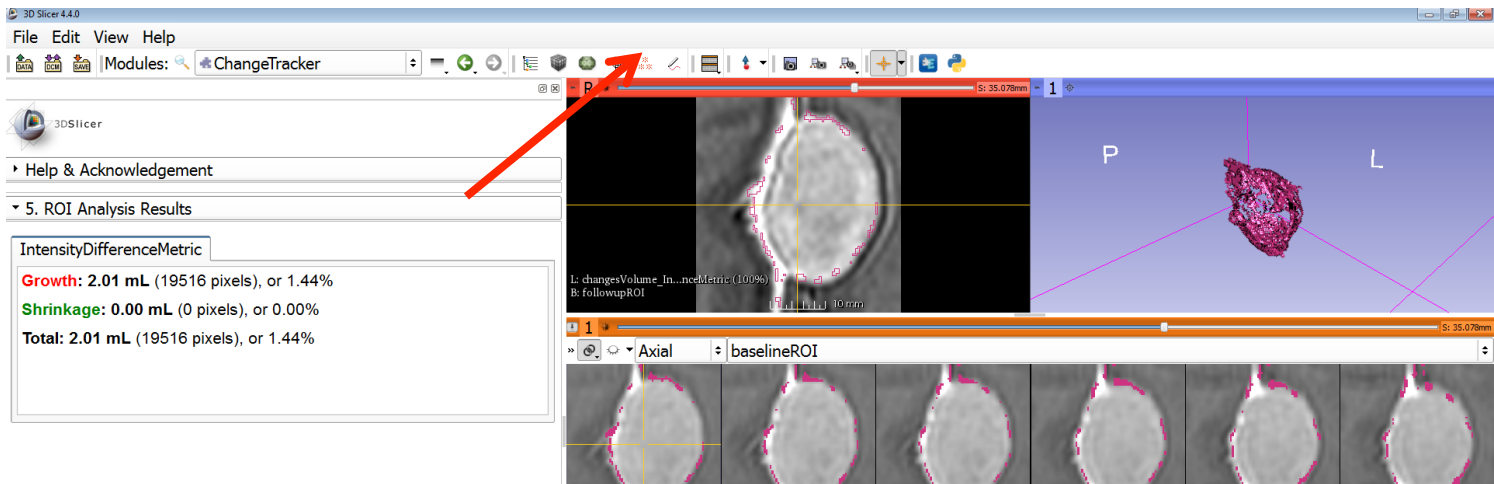 3D Slicer 4.4.0
File Edit View Help
DATA DCM SAVE Modules: ChangeTracker
3DSlicer
Help & Acknowledgement
5. ROI Analysis Results
IntensityDifferenceMetric
Growth: 2.01 mL (19516 pixels), or 1.44%
Shrinkage: 0.00 mL (0 pixels), or 0.00%
Total: 2.01 mL (19516 pixels), or 1.44%
R S: 35.078mm
L: changesVolume_In...nceMetric (100%)
B: followupROI
10 mm
1
P L
1 S: 35.078mm
» Axial baselineROI